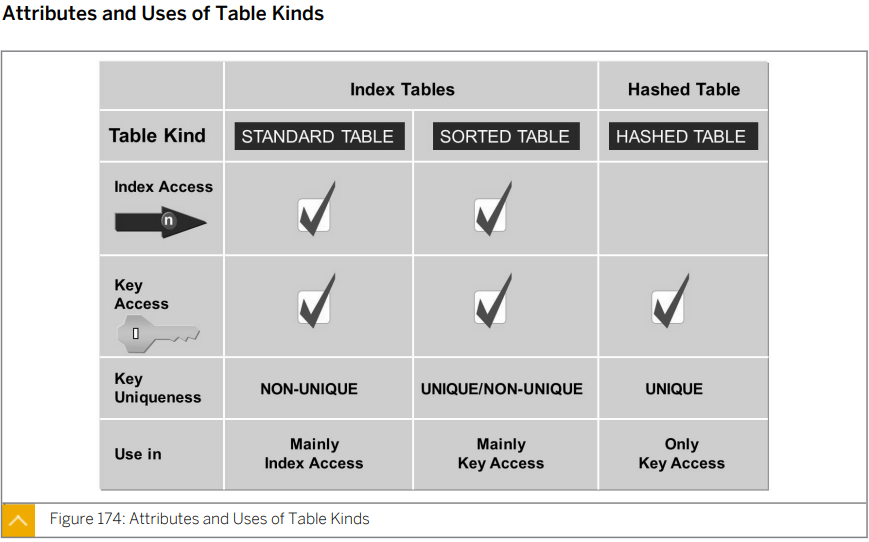 Attributes and Uses of Table Kinds
Index Tables
Hashed Table
Table Kind
STANDARD TABLE
SORTED TABLE
HASHED TABLE
Index Access
n
Key
Access
Key
Uniqueness
NON-UNIQUE
UNIQUE/NON-UNIQUE
UNIQUE
Use in
Mainly
Index Access
Mainly
Key Access
Only
Key Access
Figure 174: Attributes and Uses of Table Kinds